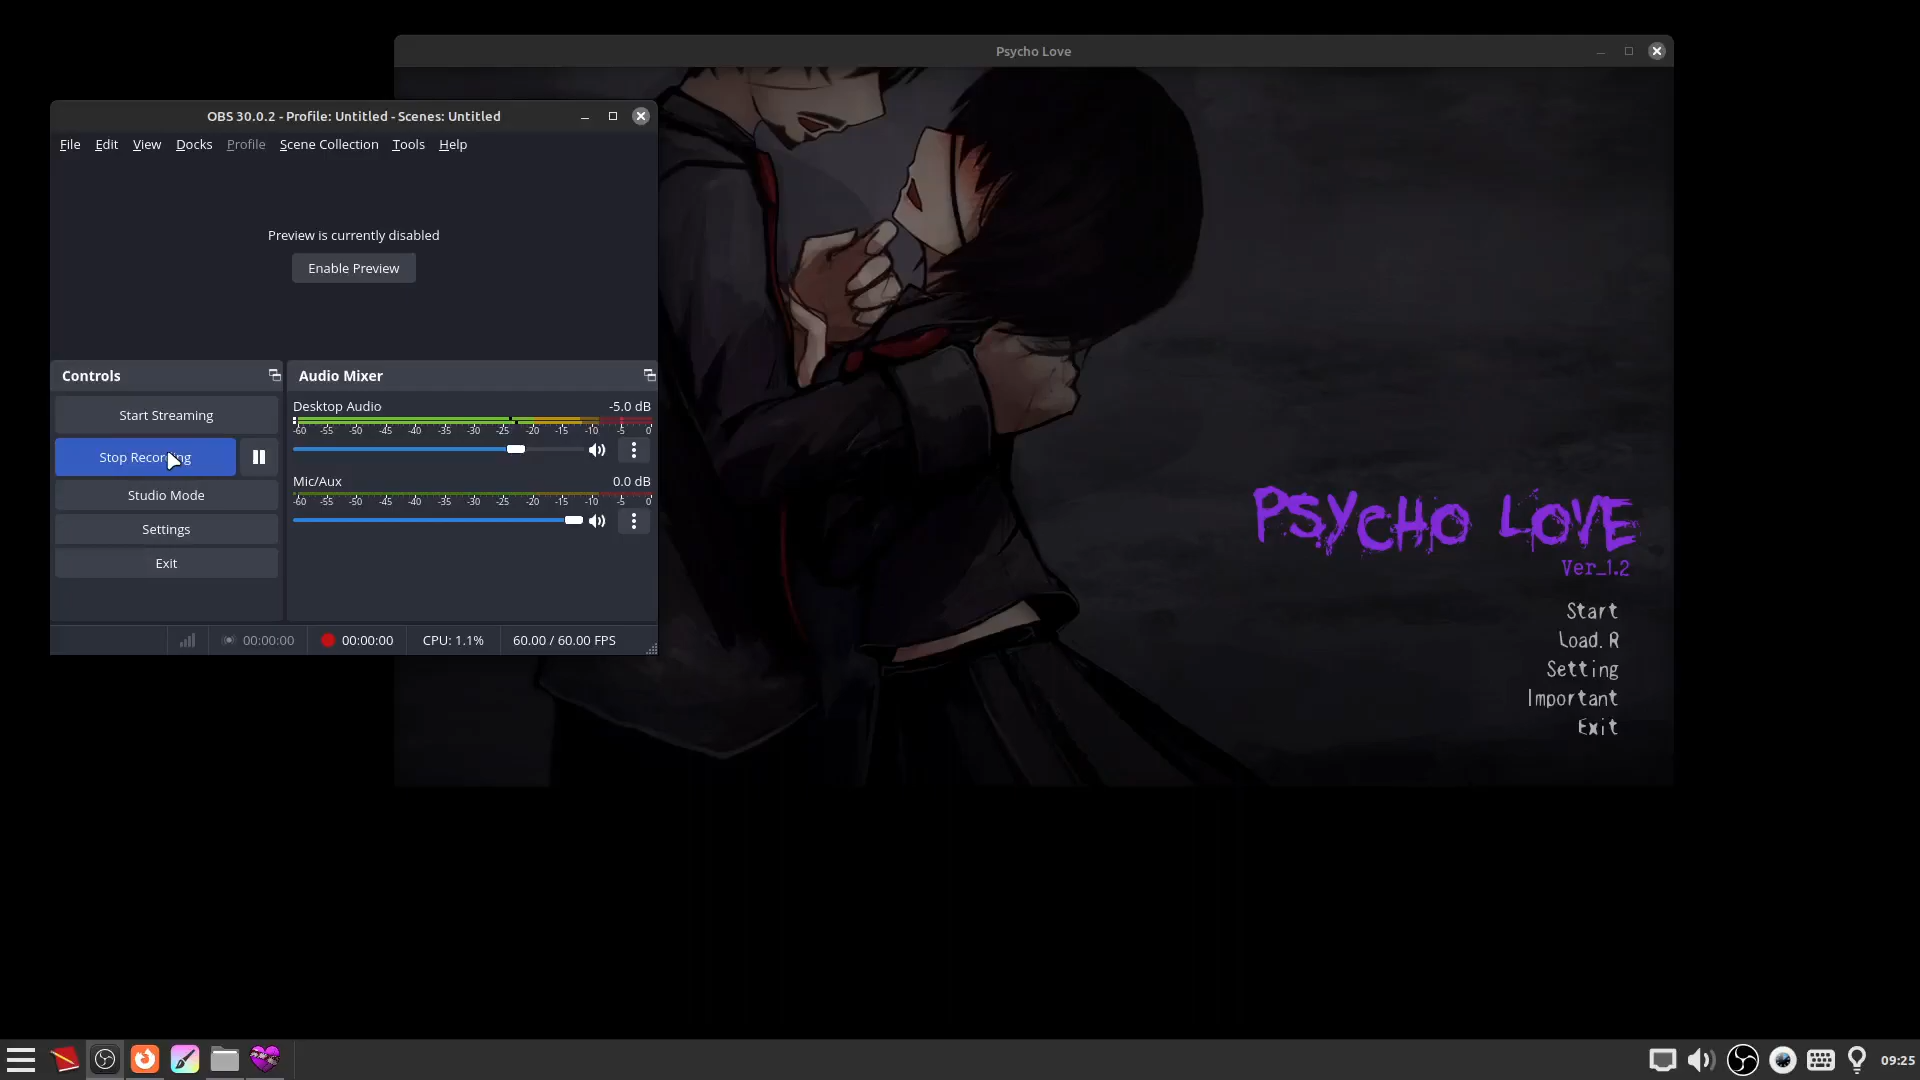 Psycho Love
OBS 30.0.2 - Profile: Untitled - Scenes: Untitled
File Edit View Docks Profile Scene Collection Tools Help
Preview is currently disabled
Enable Preview
Controls
Audio Mixer
Start Streaming
Stop Recording
Studio Mode
Settings
Exit
Desktop Audio -5.0 dB
-60 -55 -50 -45 -40 -35 -30 -25 -20 -15 -10 -5 0
Mic/Aux 0.0 dB
-60 -55 -50 -45 -40 -35 -30 -25 -20 -15 -10 -5 0
00:00:00 00:00:00 CPU: 1.1% 60.00 / 60.00 FPS
PSYCHO LOVE
Ver_1.2
Start
Load.R
Setting
Important
Exit
09:25